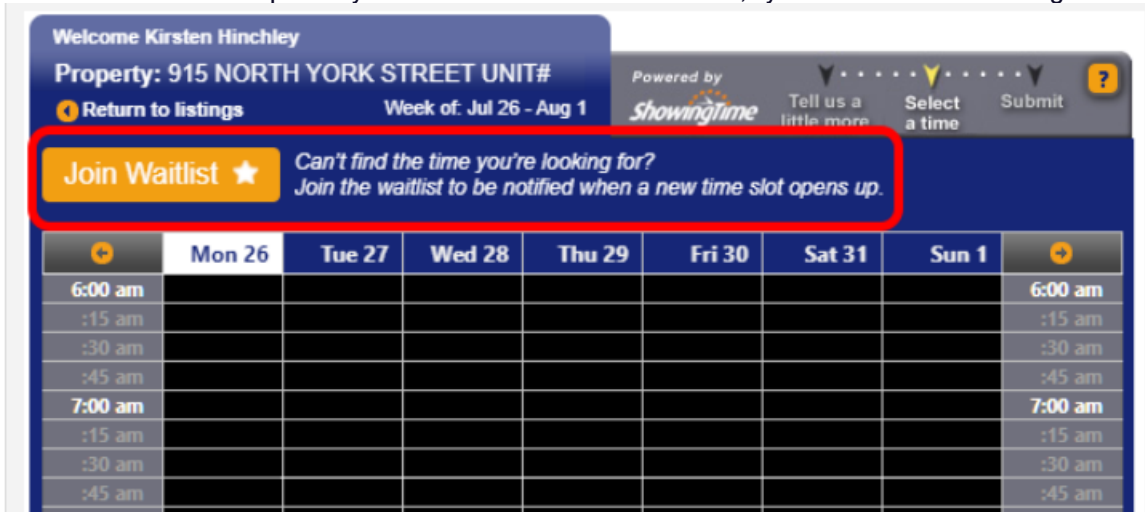 Welcome Kirsten Hinchley
Property: 915 NORTH YORK STREET UNIT#
Return to listings Week of: Jul 26 - Aug 1
Powered by
ShowingTime
Tell us a
little more
Select
a time
Submit
?
Join Waitlist
Can't find the time you're looking for?
Join the waitlist to be notified when a new time slot opens up.
Mon 26 Tue 27 Wed 28 Thu 29 Fri 30 Sat 31 Sun 1
6:00 am 6:00 am
:15 am :15 am
:30 am :30 am
:45 am :45 am
7:00 am 7:00 am
:15 am :15 am
:30 am :30 am
:45 am :45 am